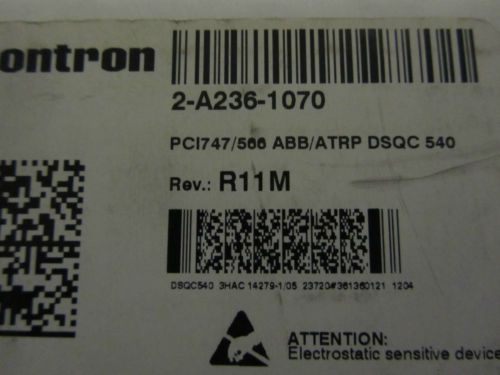 ontron
2-A236-1070
PCI747/566 ABB/ATRP DSQC 540
Rev.: R11M
DSQC540 3HAC 14279-1/05 23720#361360121 1204
ATTENTION:
Electrostatic sensitive device